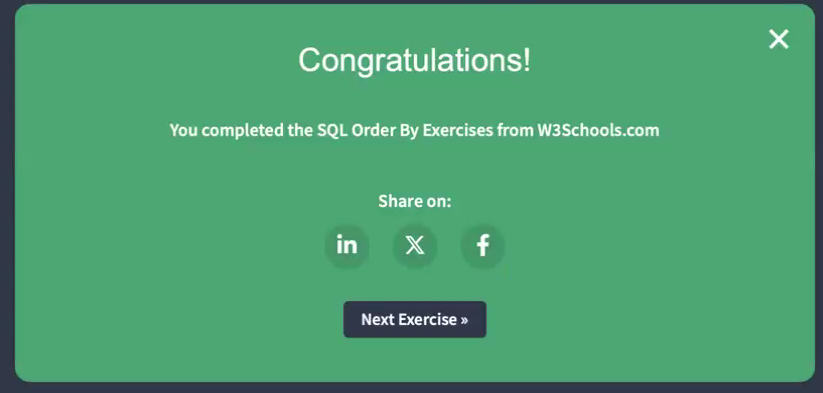 Congratulations!
You completed the SQL Order By Exercises from W3Schools.com
Share on:
in X f
Next Exercise »